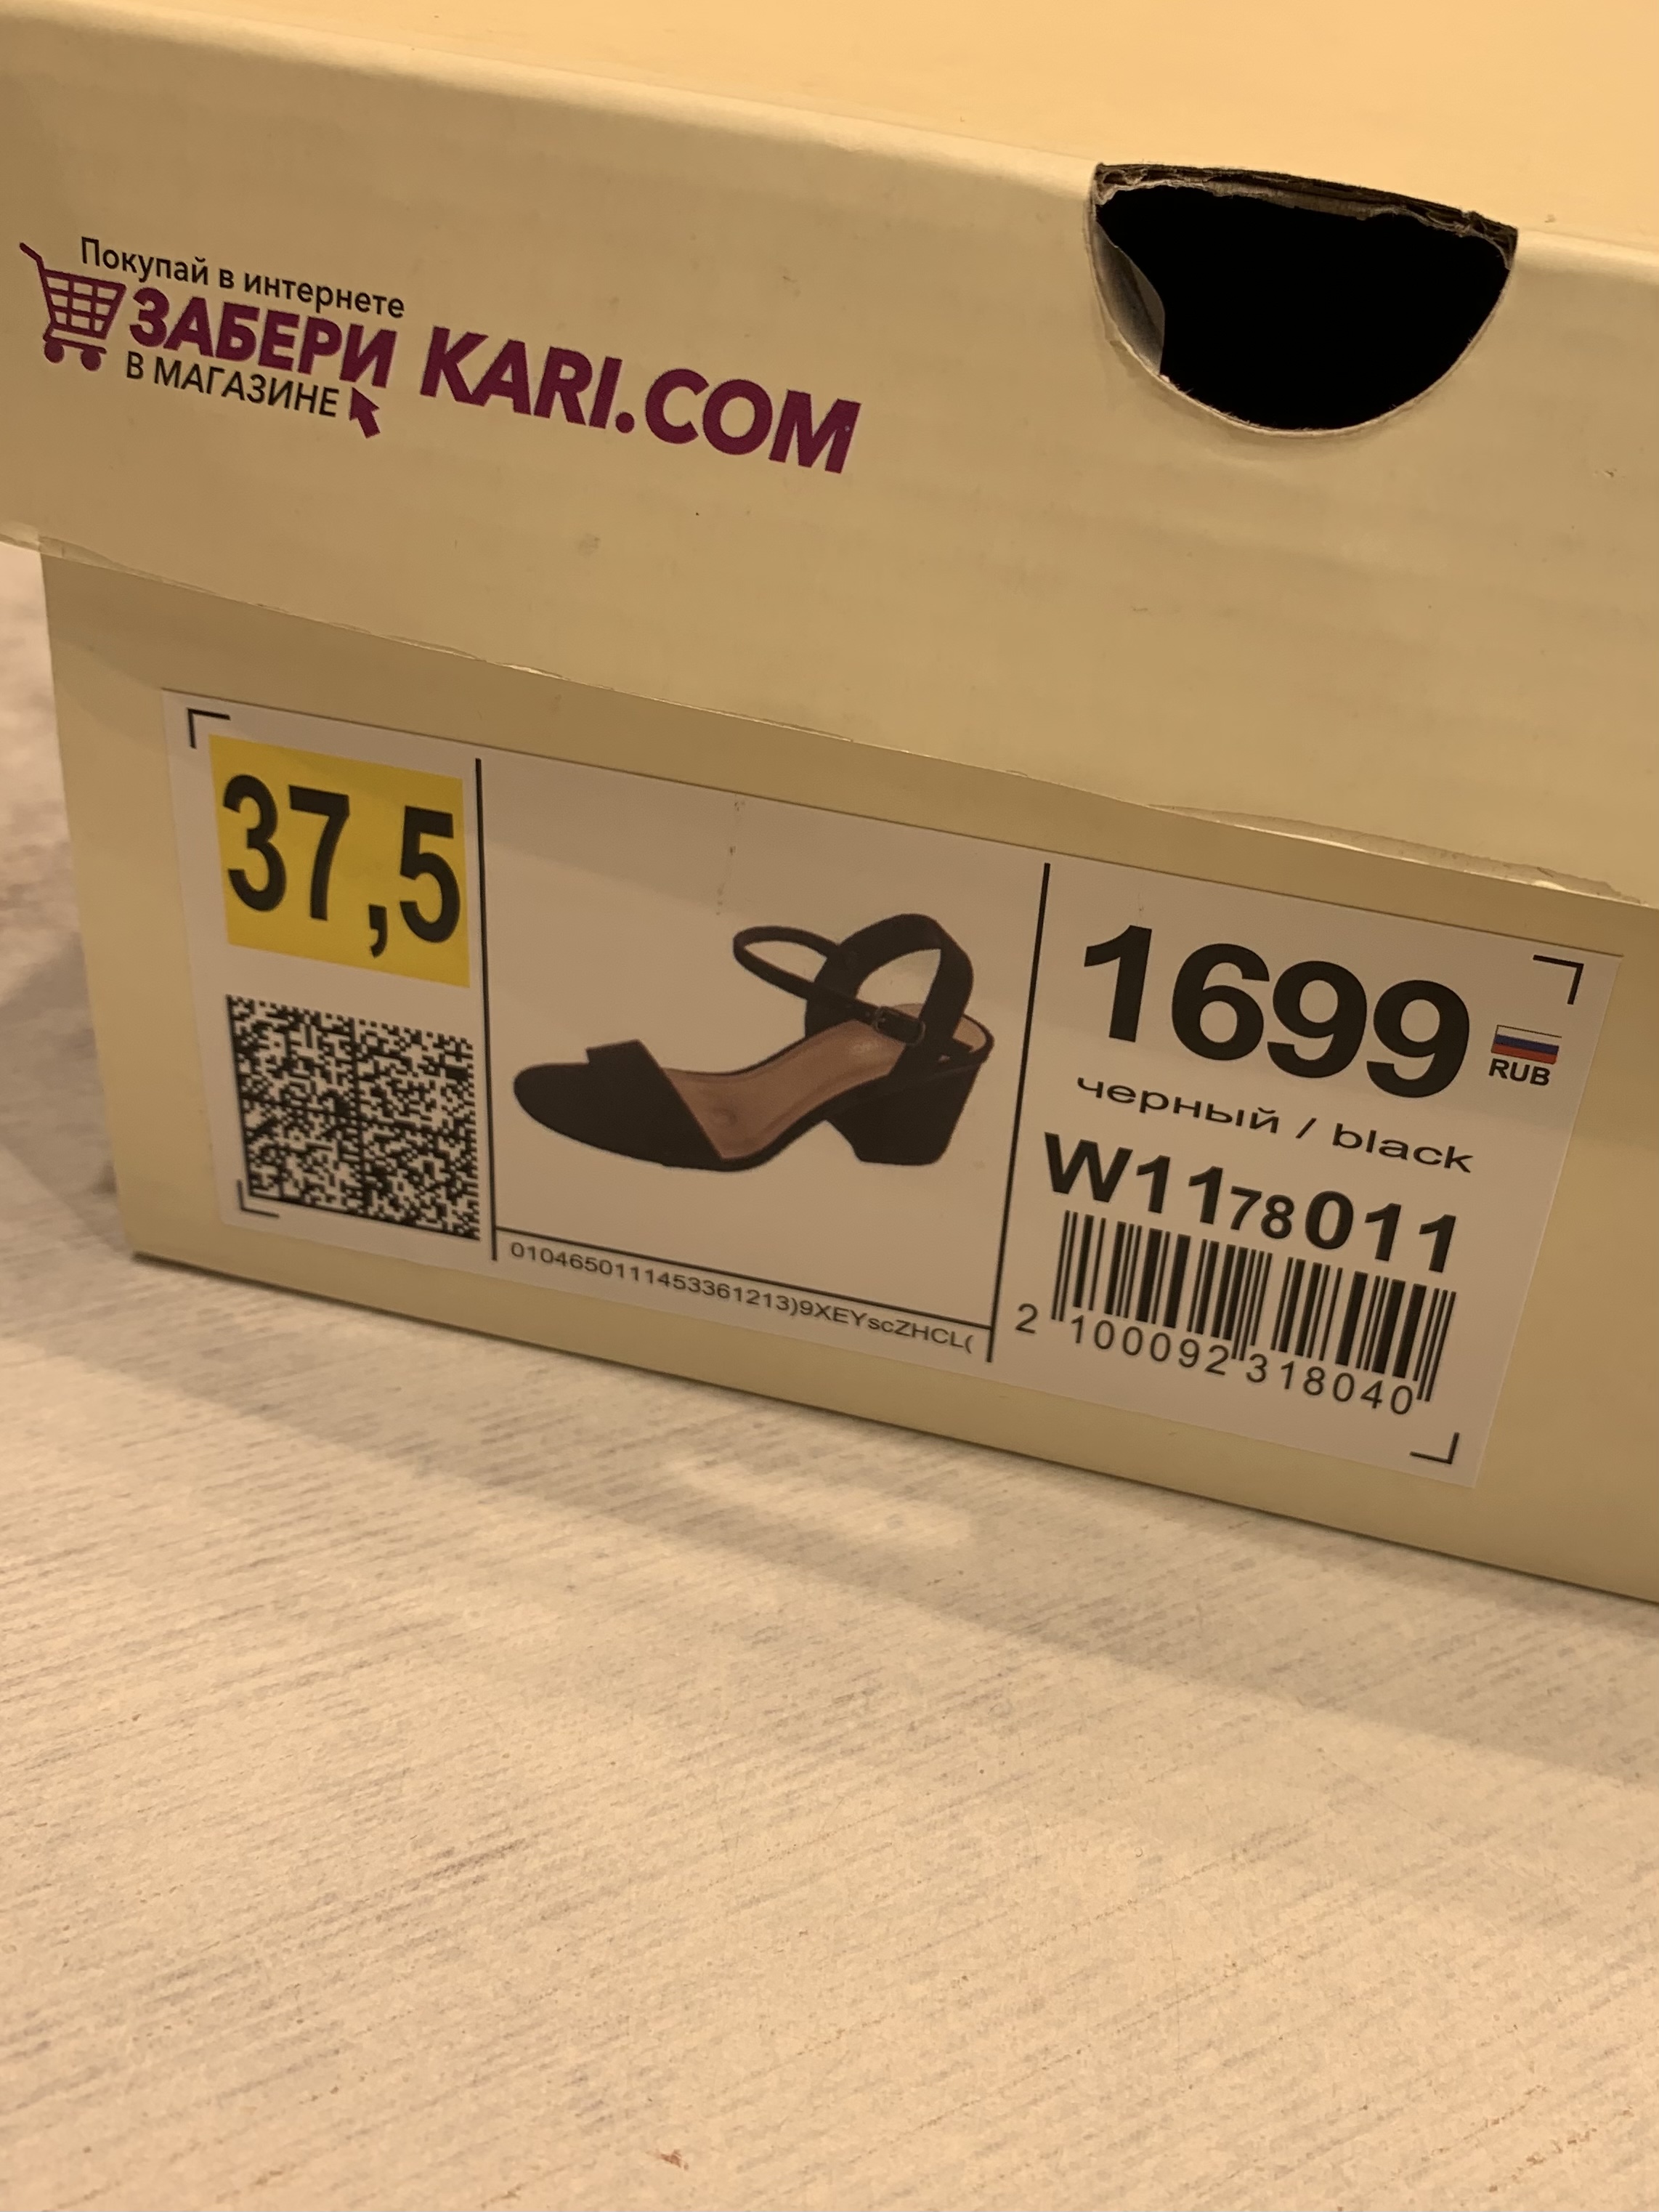 Покупай в интернете
ЗАБЕРИ KARI.COM
В МАГАЗИНЕ
37,5
1699
RUB
черный / black
W1178011
2 100092 318040
0104650111453361213)9XEYscZHCL(